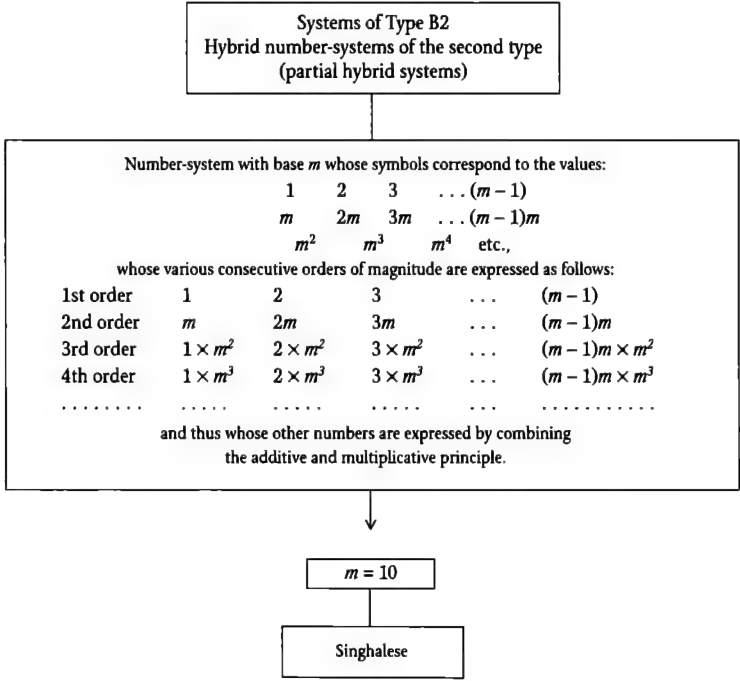 Systems of Type B2
Hybrid number-systems of the second type
(partial hybrid systems)
Number-system with base m whose symbols correspond to the values:
1 2 3 . . . (m – 1)
m 2m 3m . . . (m – 1)m
m² m³ m⁴ etc.,
whose various consecutive orders of magnitude are expressed as follows:
1st order 1 2 3 . . . (m – 1)
2nd order m 2m 3m . . . (m – 1)m
3rd order 1 × m² 2 × m² 3 × m² . . . (m – 1)m × m²
4th order 1 × m³ 2 × m³ 3 × m³ . . . (m – 1)m × m³
. . . . . . . . . . . . . . . . . . . . . . . . . . . . . . . . . . . . . .
and thus whose other numbers are expressed by combining
the additive and multiplicative principle.
m = 10
Singhalese